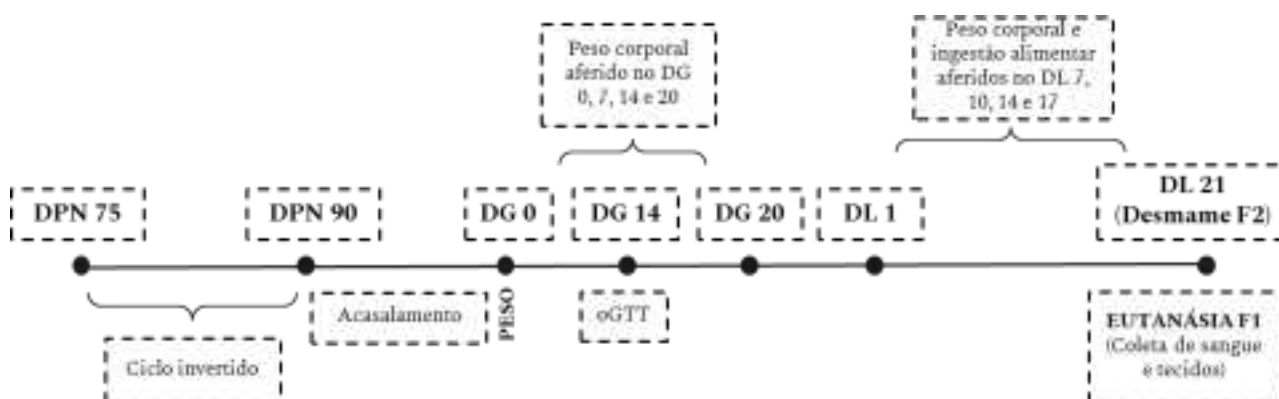 Peso corporal
aferido no DG
0, 7, 14 e 20
Peso corporal e
ingestão alimentar
aferidos no DL 7,
10, 14 e 17
DPN 75
DPN 90
DG 0
DG 14
DG 20
DL 1
DL 21
(Desmame F2)
Ciclo invertido
Acasalamento
PESO
oGTT
EUTANÁSIA F1
(Coleta de sangue
e tecidos)